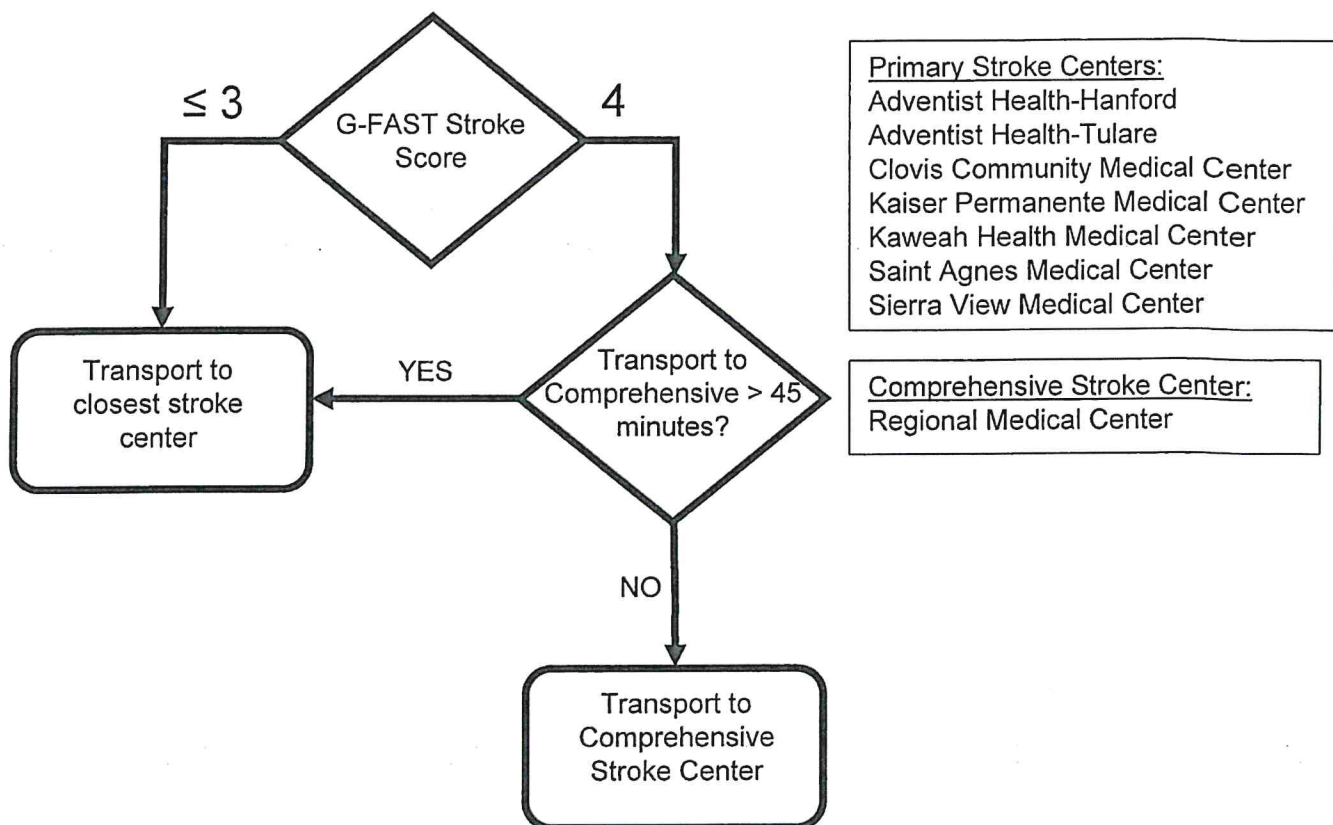 ≤ 3
G-FAST Stroke
Score
4
Primary Stroke Centers:
Adventist Health-Hanford
Adventist Health-Tulare
Clovis Community Medical Center
Kaiser Permanente Medical Center
Kaweah Health Medical Center
Saint Agnes Medical Center
Sierra View Medical Center
Transport to
closest stroke
center
YES
Transport to
Comprehensive > 45
minutes?
Comprehensive Stroke Center:
Regional Medical Center
NO
Transport to
Comprehensive
Stroke Center